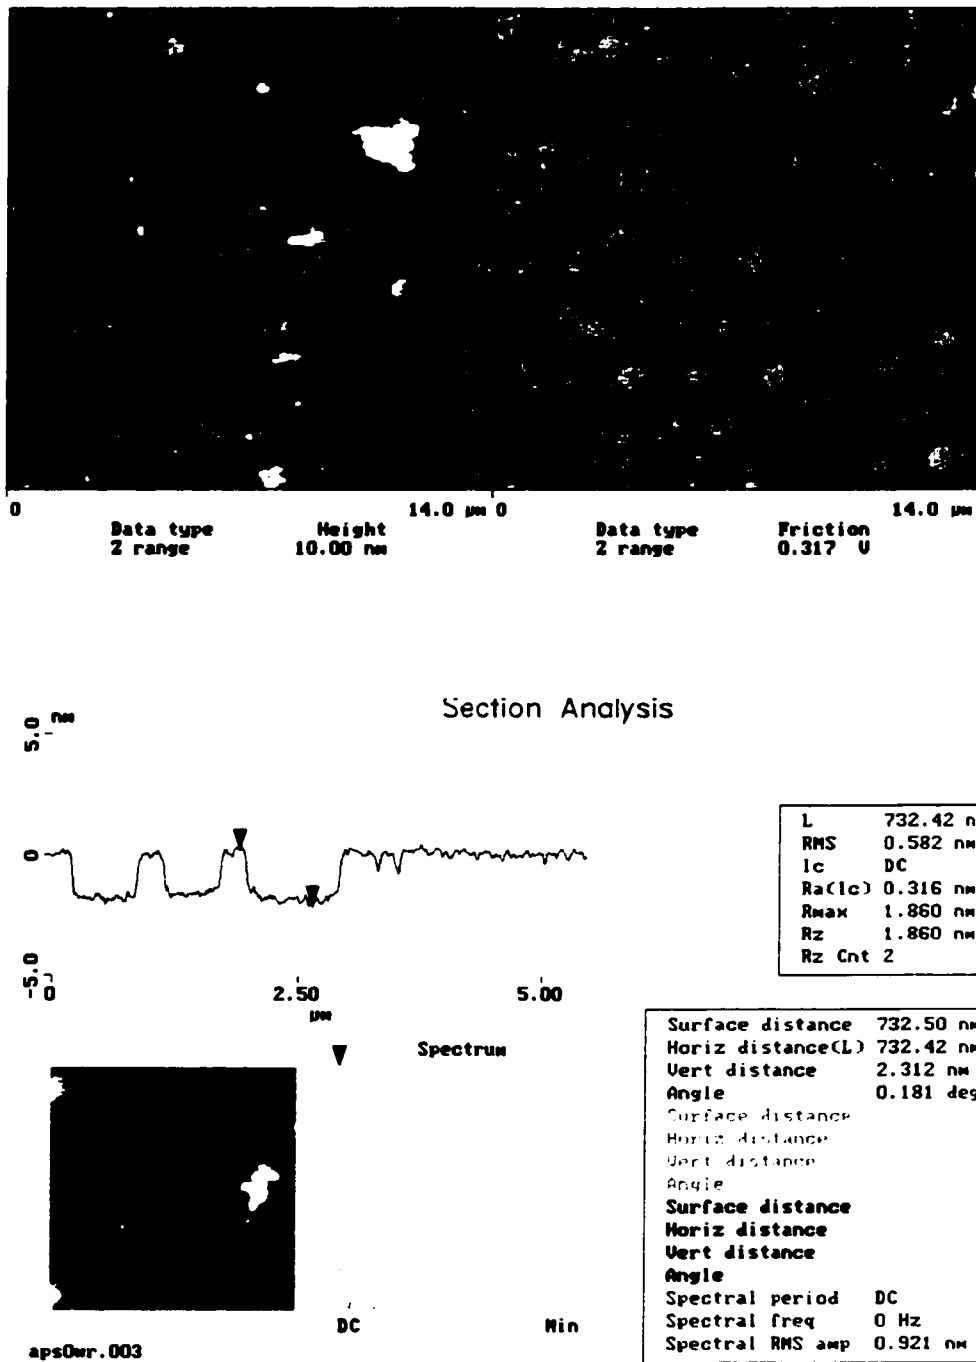 0 14.0 µm 0 14.0 µm
Data type Height Data type Friction
Z range 10.00 nm Z range 0.317 V
Section Analysis
5.0 nm
0
-5.0
0 2.50 5.00
µm
L 732.42 n
RMS 0.582 nm
lc DC
Ra(lc) 0.316 nm
Rmax 1.860 nm
Rz 1.860 nm
Rz Cnt 2
Spectrum
DC Min
Surface distance 732.50 nm
Horiz distance(L) 732.42 nm
Vert distance 2.312 nm
Angle 0.181 deg
Surface distance
Horiz distance
Vert distance
Angle
Surface distance
Horiz distance
Vert distance
Angle
Spectral period DC
Spectral freq 0 Hz
Spectral RMS amp 0.921 nm
aps0wr.003